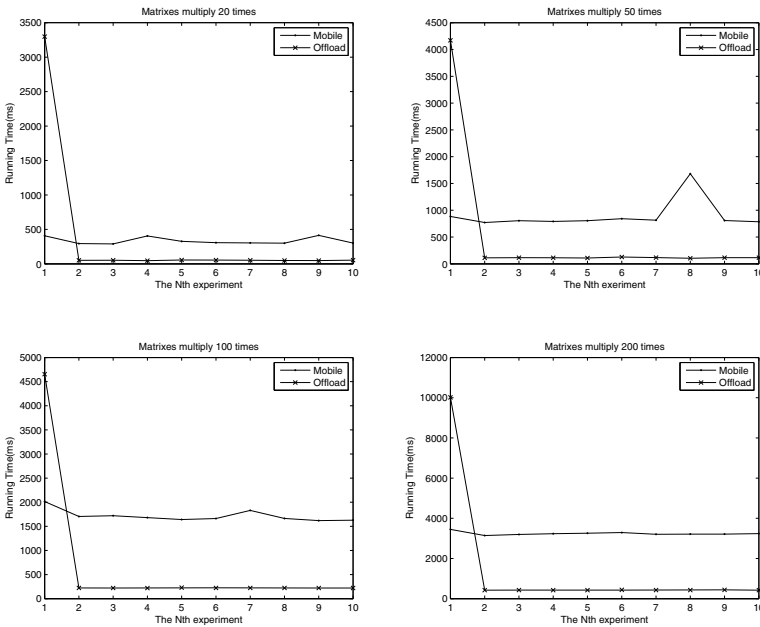 Matrixes multiply 20 times
3500
3000
2500
2000
1500
1000
500
0
Running Time(ms)
Mobile
Offload
1 2 3 4 5 6 7 8 9 10
The Nth experiment
Matrixes multiply 50 times
4500
4000
3500
3000
2500
2000
1500
1000
500
0
Running Time(ms)
Mobile
Offload
1 2 3 4 5 6 7 8 9 10
The Nth exeriment
Matrixes multiply 100 times
5000
4500
4000
3500
3000
2500
2000
1500
1000
500
0
Running Time(ms)
Mobile
Offload
1 2 3 4 5 6 7 8 9 10
The Nth experiment
Matrixes multiply 200 times
12000
10000
8000
6000
4000
2000
0
Running Time(ms)
Mobile
Offload
1 2 3 4 5 6 7 8 9 10
The Nth experiment